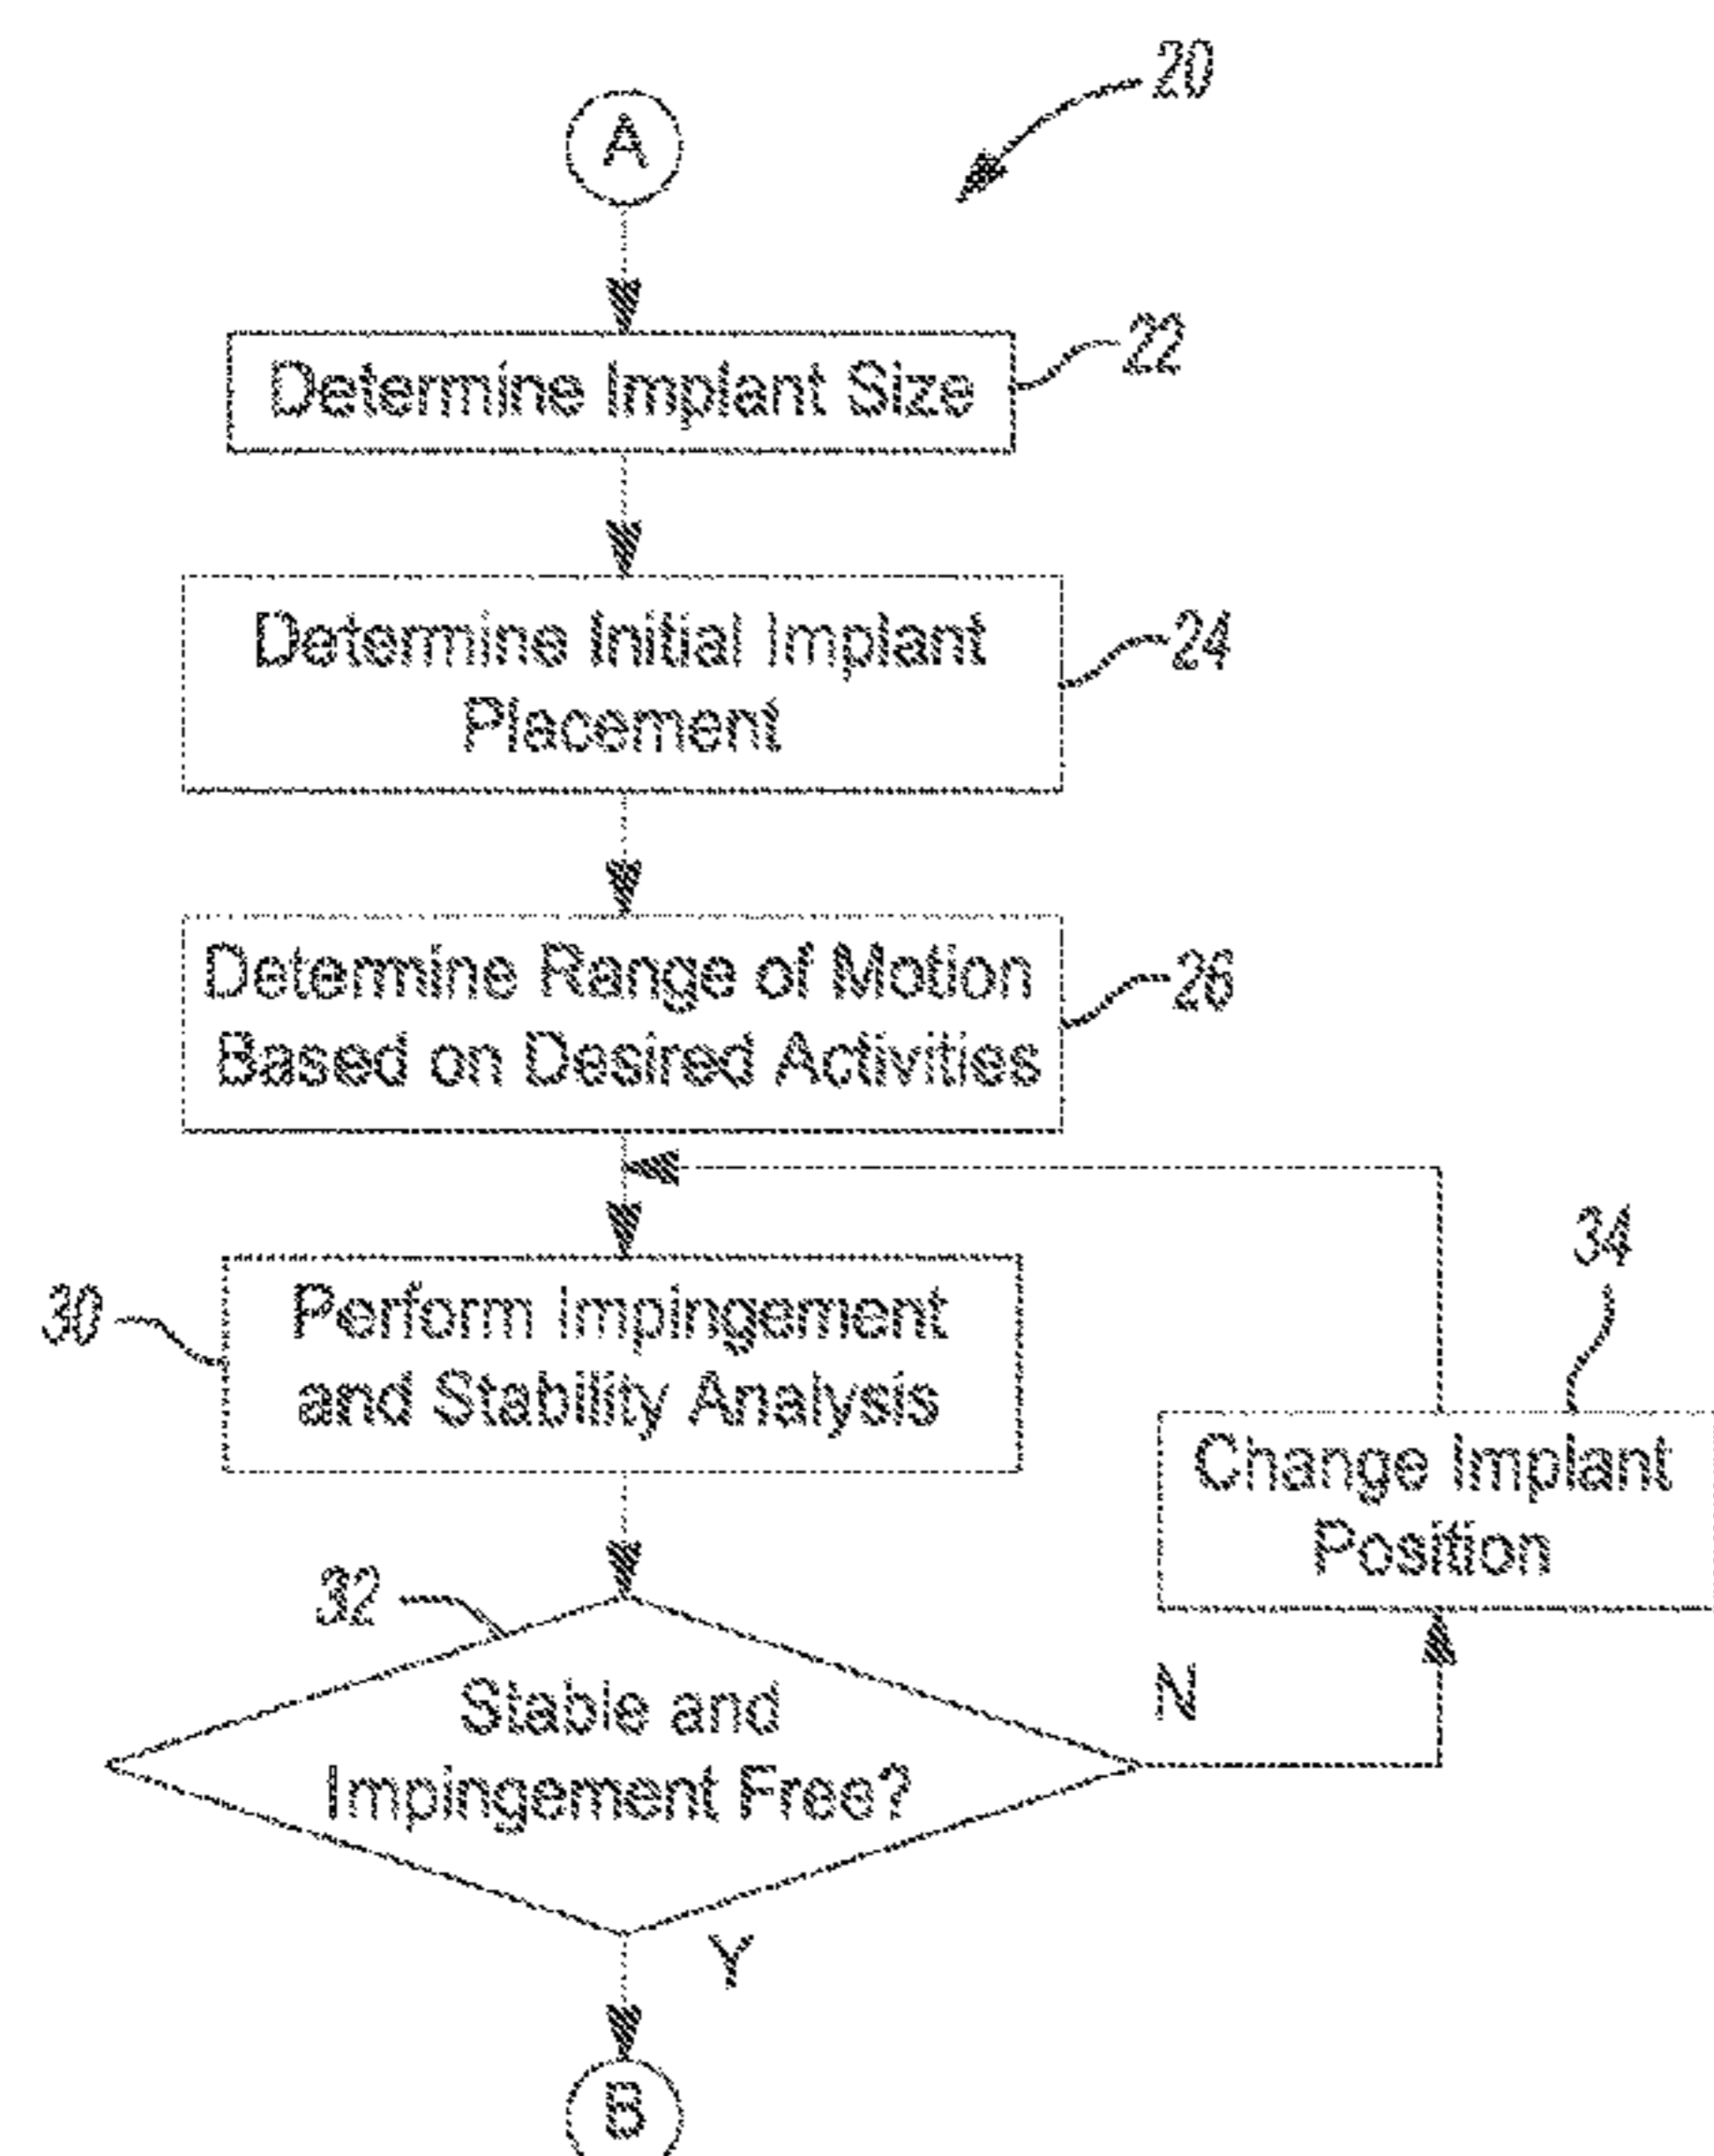 20
A
Determine Implant Size
22
Determine Initial Implant
Placement
24
Determine Range of Motion
Based on Desired Activities
26
30
Perform Impingement
and Stability Analysis
34
Change Implant
Position
32
Stable and
Impingement Free?
N
Y
B